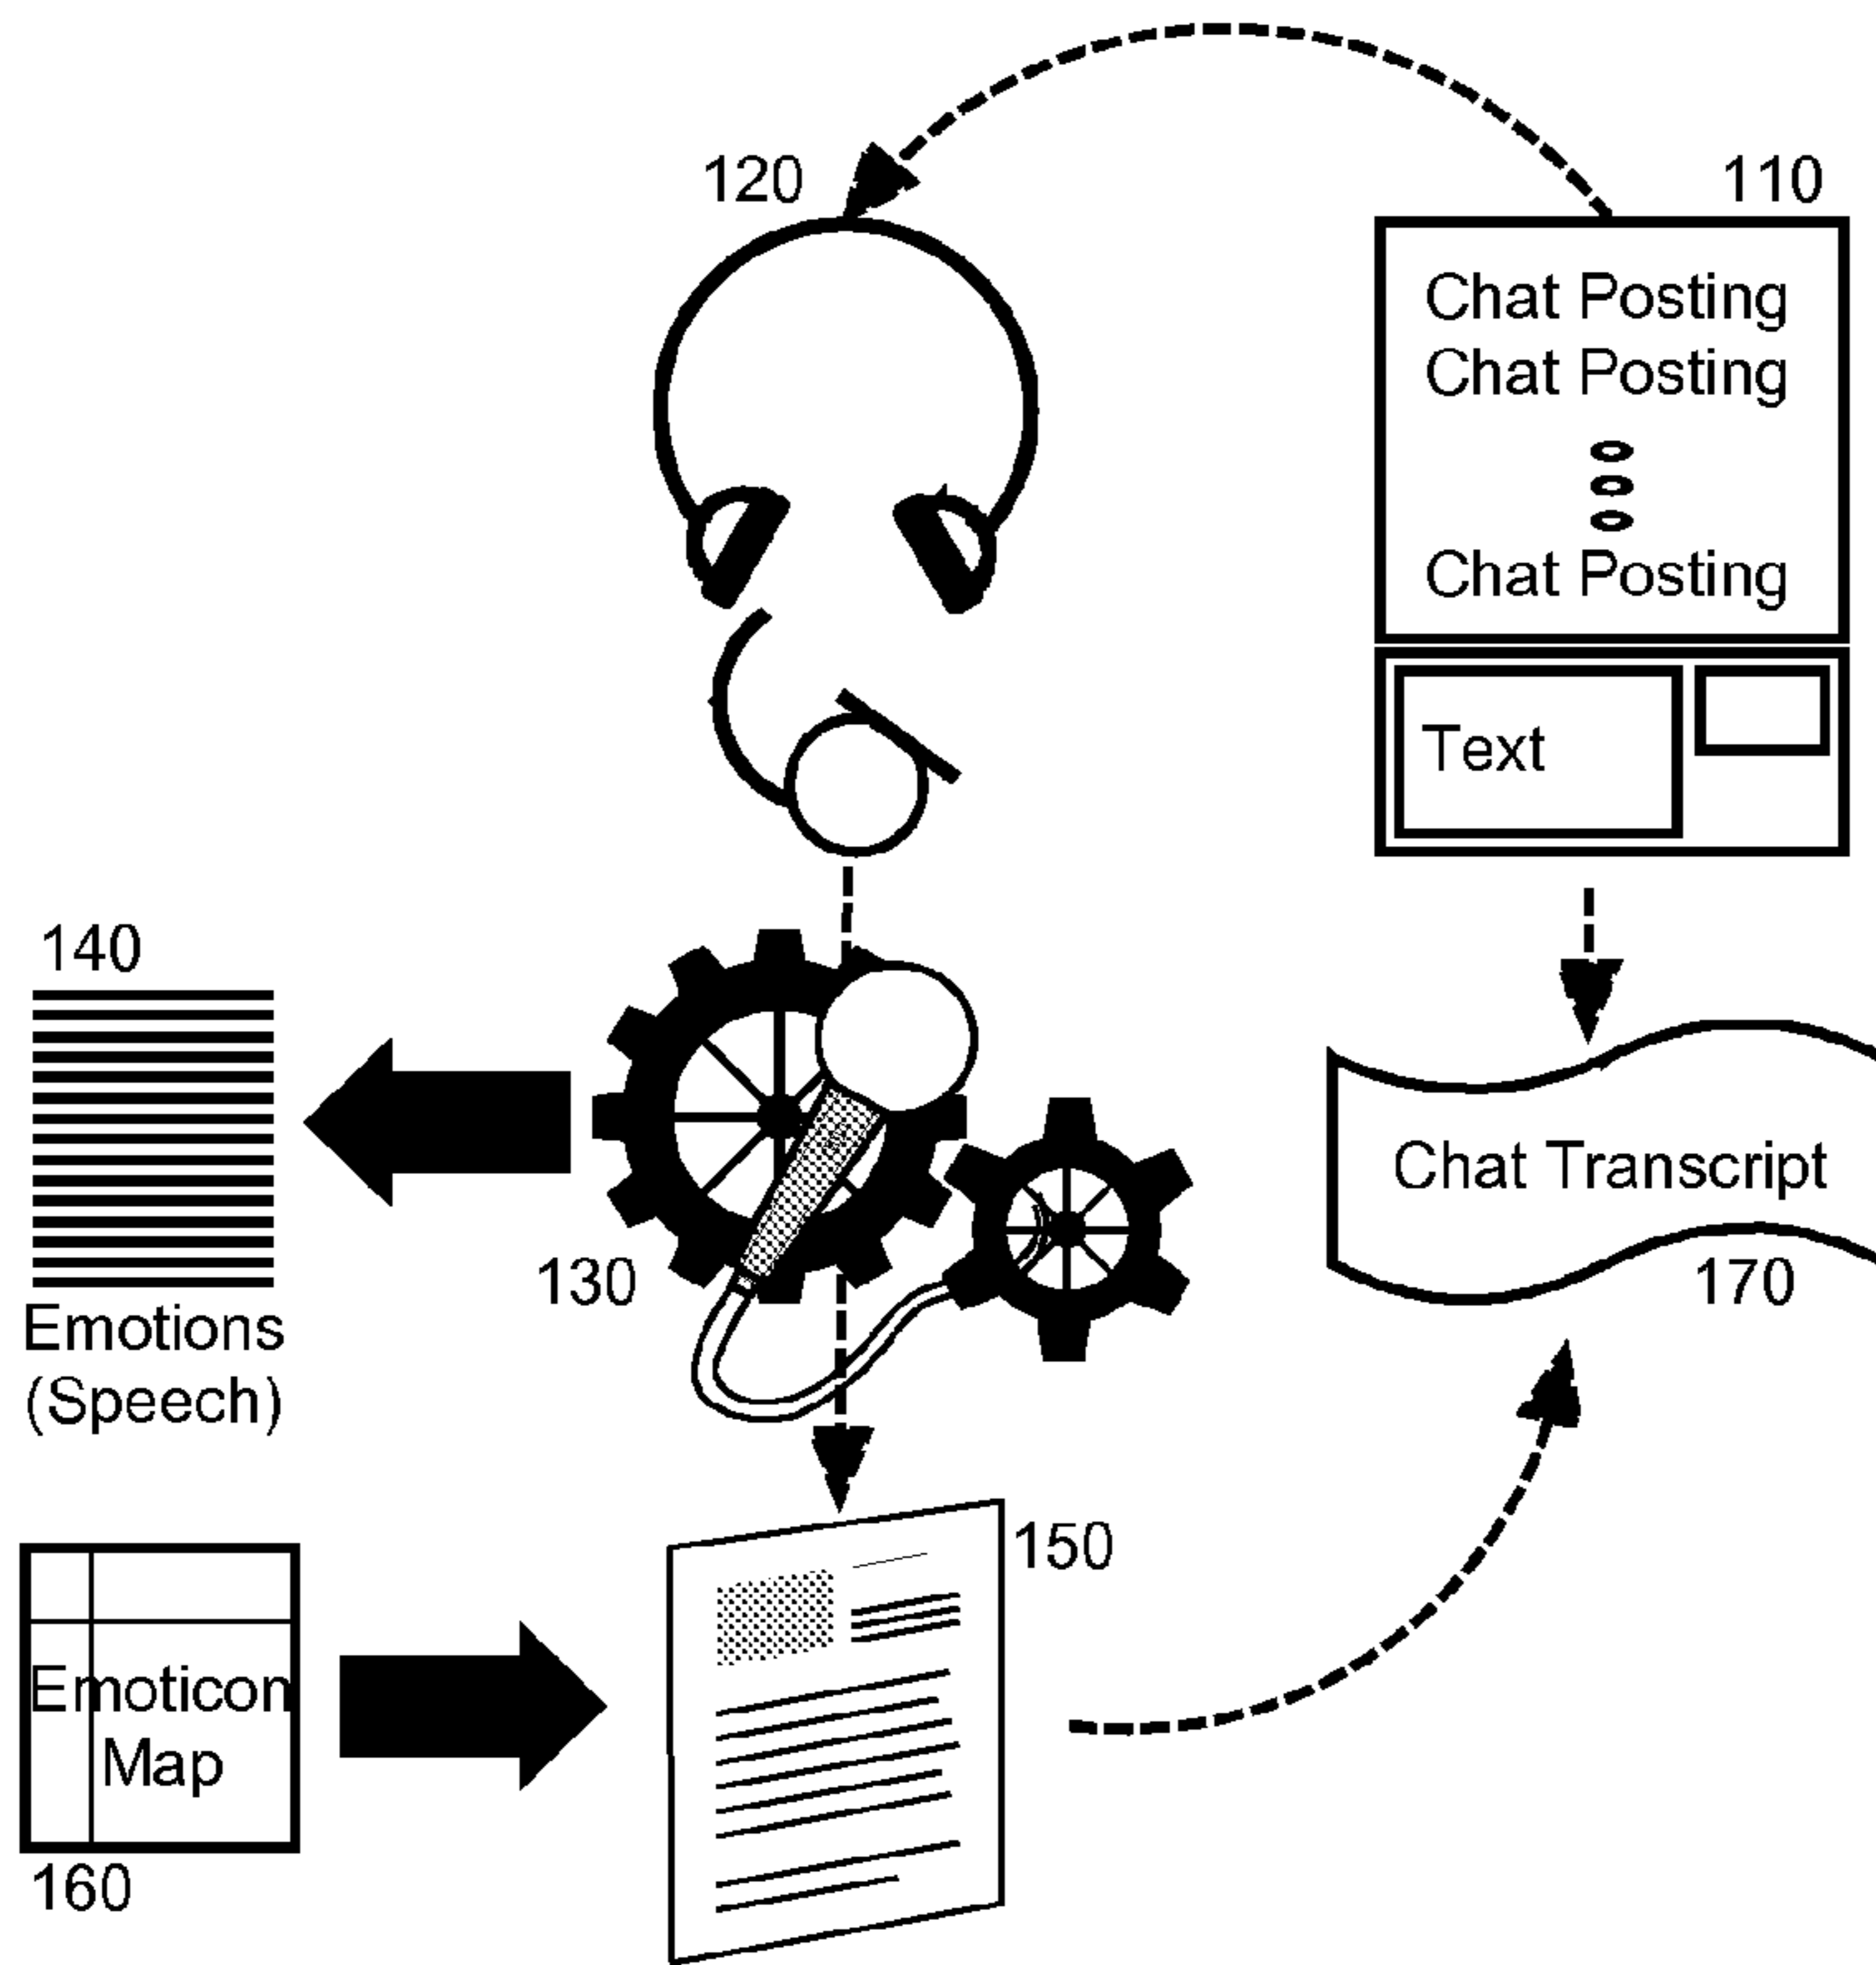 120
110
Chat Posting
Chat Posting
Chat Posting
Text
140
Emotions
(Speech)
130
Chat Transcript
170
150
Emoticon
Map
160